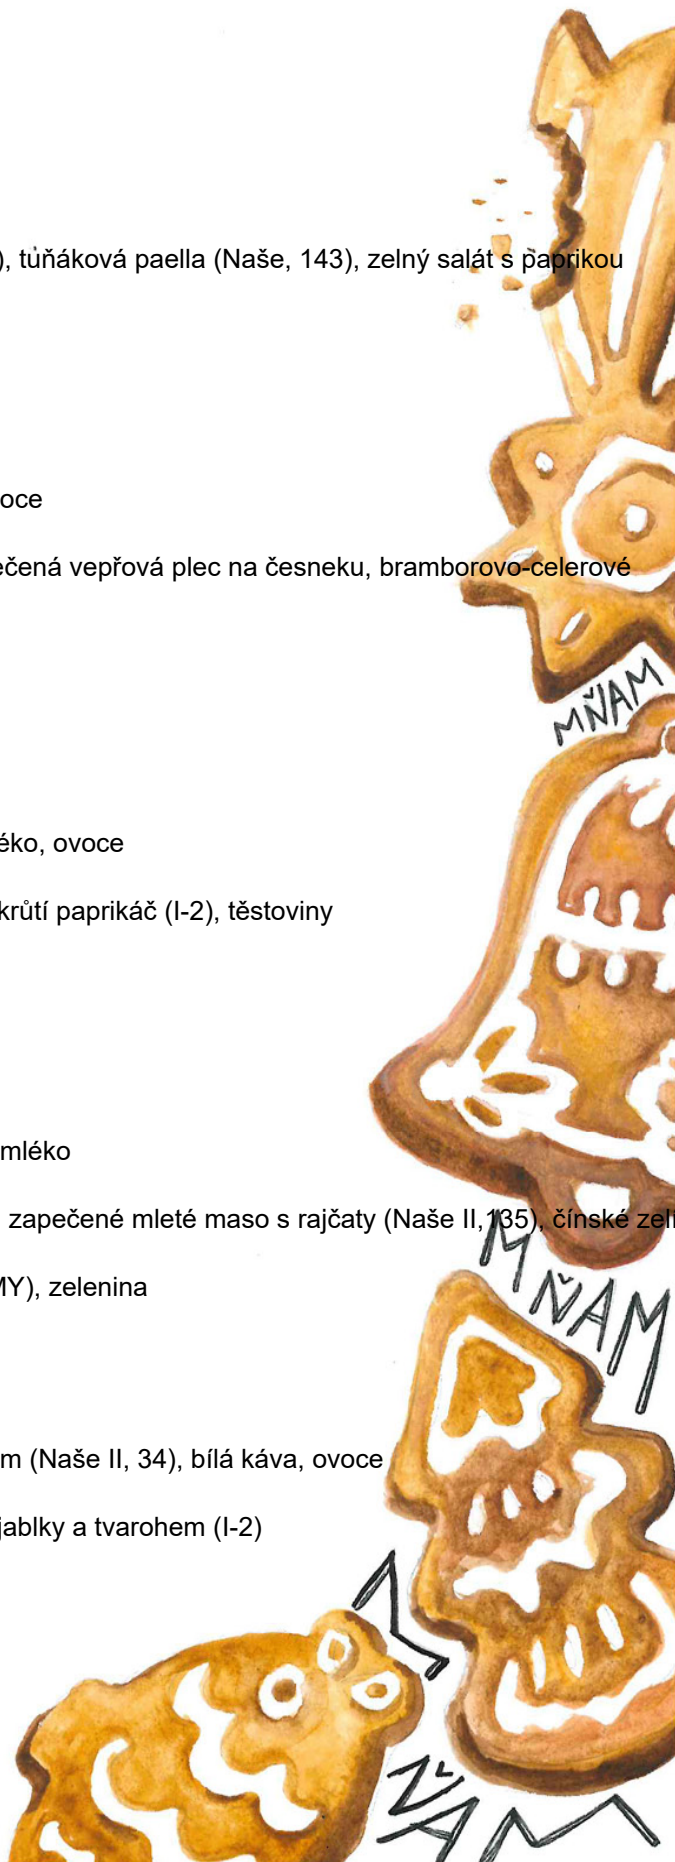 ), tuňáková paella (Naše, 143), zelný salát s paprikou
oce
ečená vepřová plec na česneku, bramborovo-celerové
MŇAM
éko, ovoce
krůtí paprikáč (I-2), těstoviny
mléko
zapečené mleté maso s rajčaty (Naše II,135), čínské zelí
MŇAM
MY), zelenina
m (Naše II, 34), bílá káva, ovoce
jablky a tvarohem (I-2)
M
ŇAM